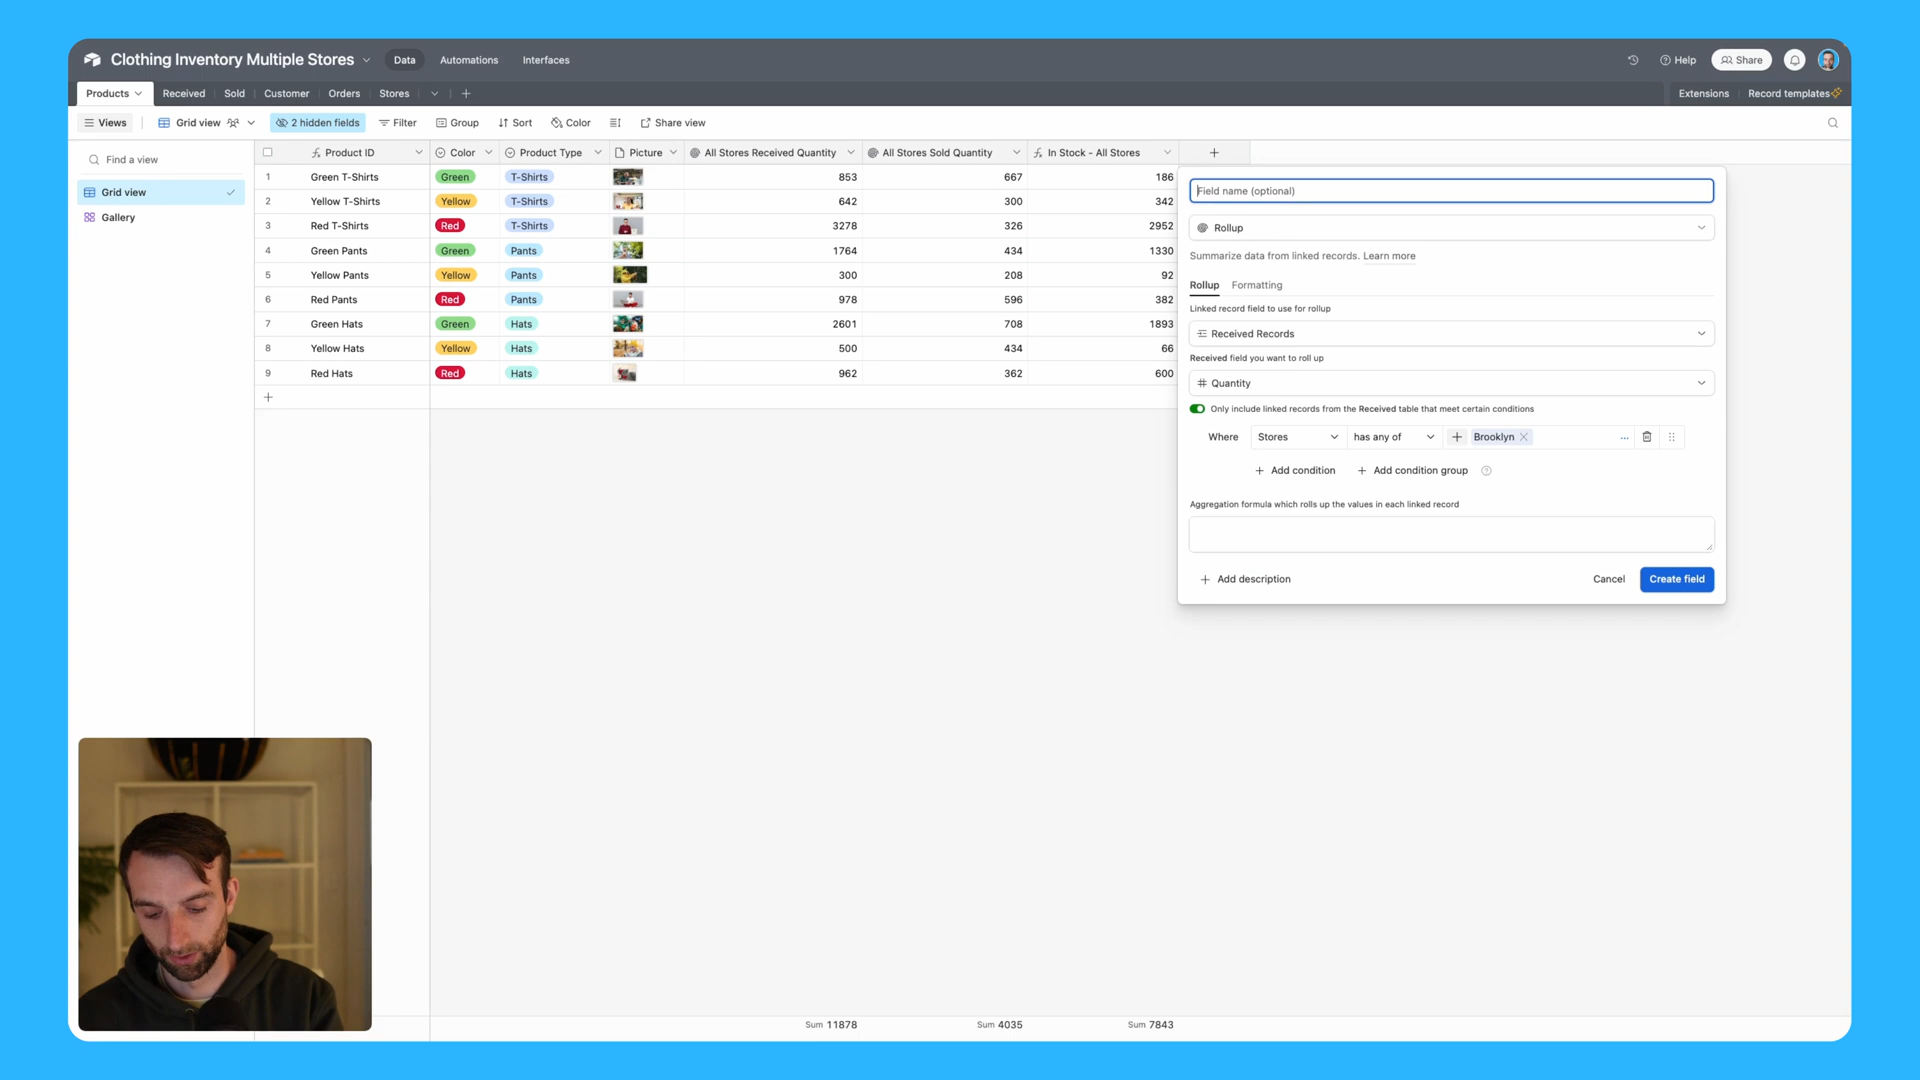 Clothing Inventory Multiple Stores Data Automations Interfaces Help Share
Products Received Sold Customer Orders Stores Extensions Record templates
Views Grid view 2 hidden fields Filter Group Sort Color Share view
Find a view
Grid view
Gallery
Product ID Color Product Type Picture All Stores Received Quantity All Stores Sold Quantity In Stock - All Stores
1 Green T-Shirts Green T-Shirts 853 667 186
2 Yellow T-Shirts Yellow T-Shirts 642 300 342
3 Red T-Shirts Red T-Shirts 3278 326 2952
4 Green Pants Green Pants 1764 434 1330
5 Yellow Pants Yellow Pants 300 208 92
6 Red Pants Red Pants 978 596 382
7 Green Hats Green Hats 2601 708 1893
8 Yellow Hats Yellow Hats 500 434 66
9 Red Hats Red Hats 962 362 600
Field name (optional)
Rollup
Summarize data from linked records. Learn more
Rollup Formatting
Linked record field to use for rollup
Received Records
Received field you want to roll up
# Quantity
Only include linked records from the Received table that meet certain conditions
Where Stores has any of + Brooklyn ...
+ Add condition + Add condition group
Aggregation formula which rolls up the values in each linked record
+ Add description Cancel Create field
Sum 11878 Sum 4035 Sum 7843